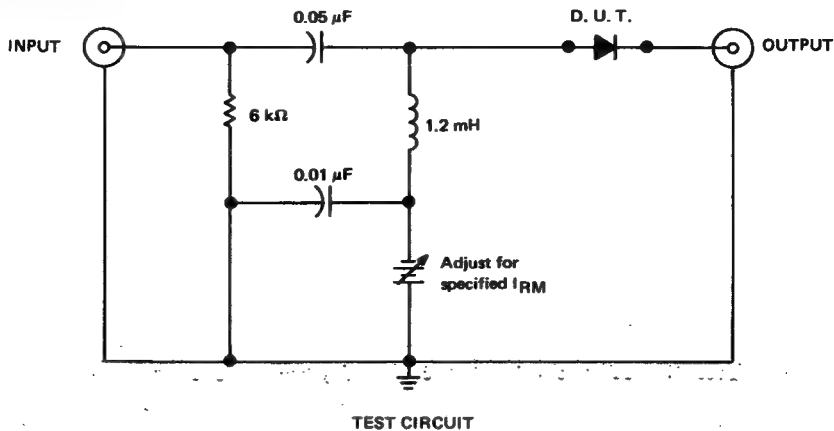 0.05 µF
D. U. T.
INPUT
OUTPUT
6 kΩ
1.2 mH
0.01 µF
Adjust for
specified IRM
TEST CIRCUIT